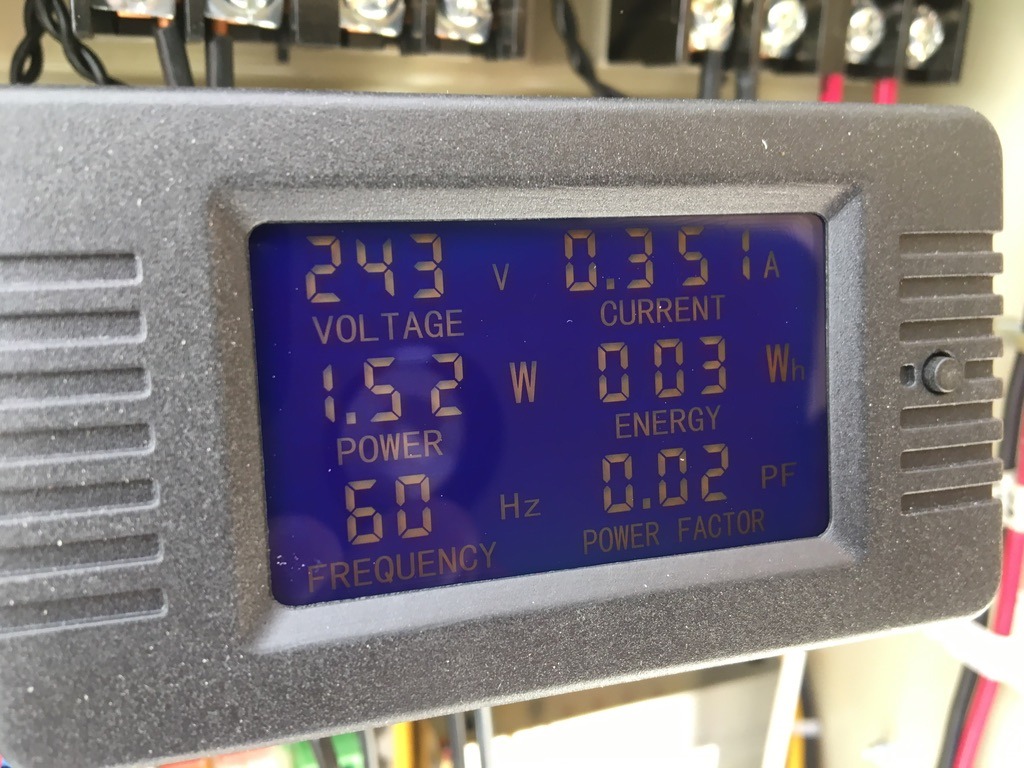 243 V 0.351 A
VOLTAGE CURRENT
1.52 W 003 Wh
POWER ENERGY
60 Hz 0.02 PF
FREQUENCY POWER FACTOR